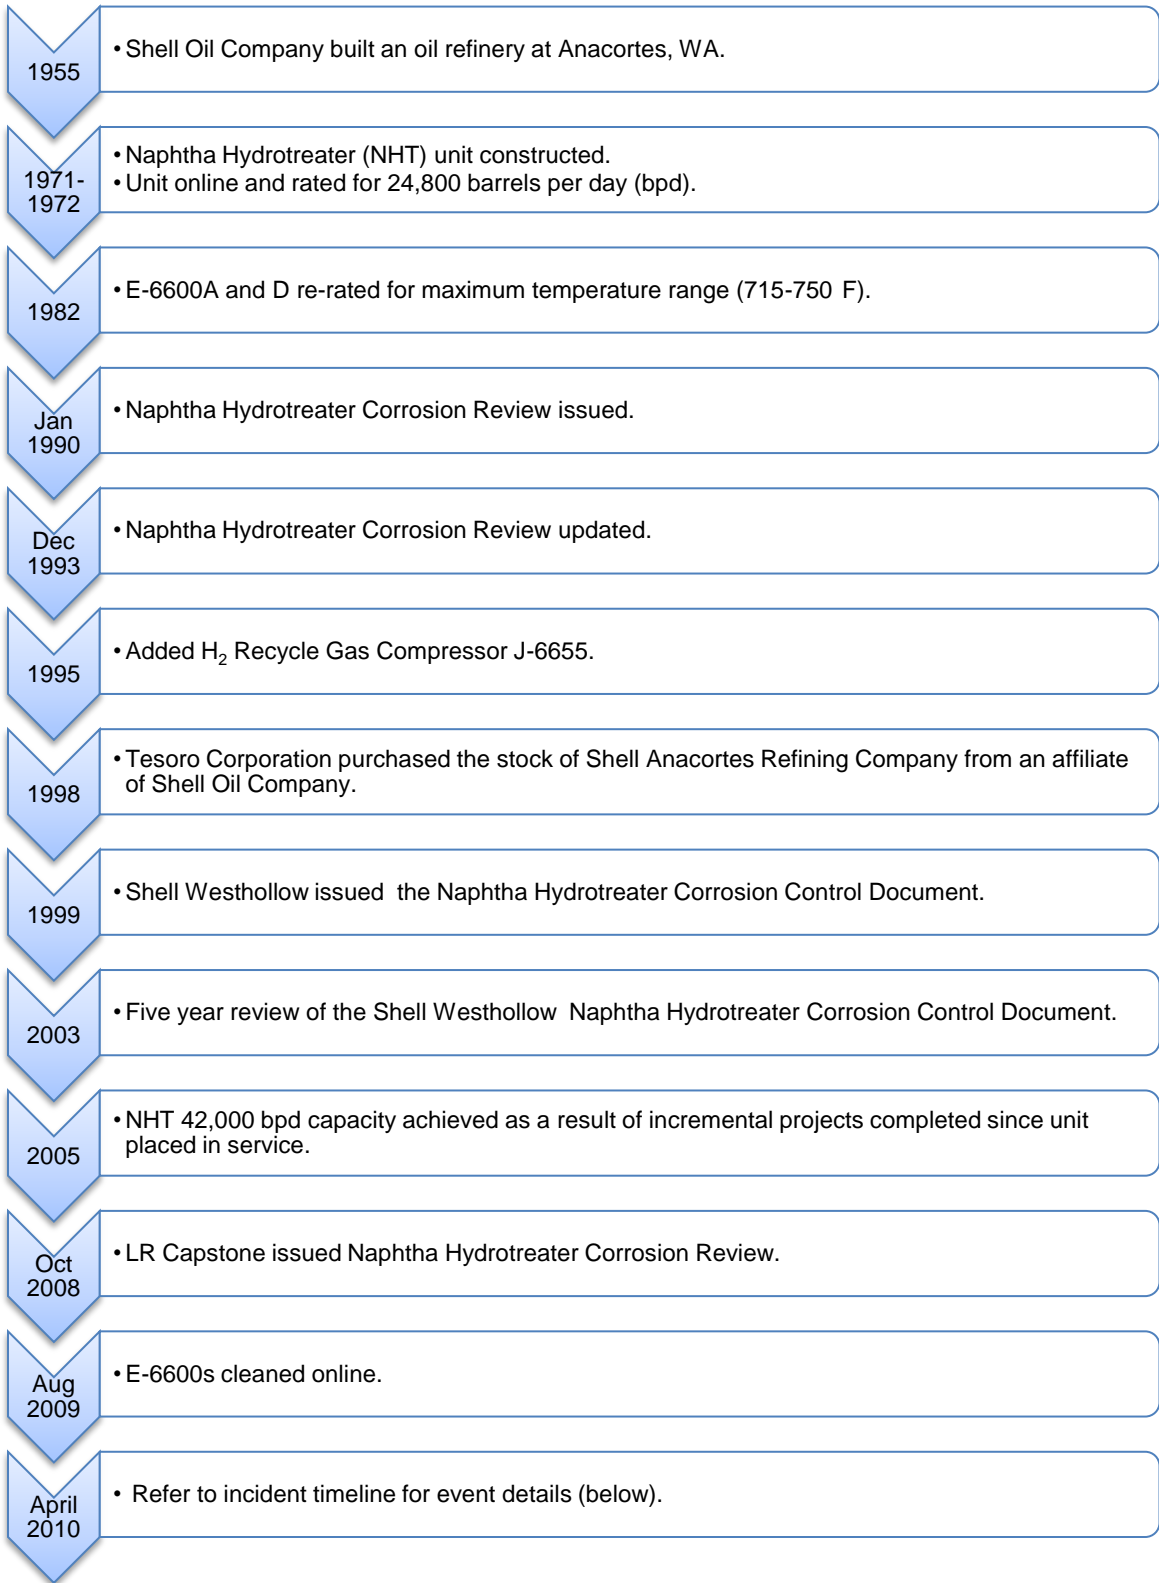 1955
• Shell Oil Company built an oil refinery at Anacortes, WA.
1971-
1972
• Naphtha Hydrotreater (NHT) unit constructed.
• Unit online and rated for 24,800 barrels per day (bpd).
1982
• E-6600A and D re-rated for maximum temperature range (715-750 F).
Jan
1990
• Naphtha Hydrotreater Corrosion Review issued.
Dec
1993
• Naphtha Hydrotreater Corrosion Review updated.
1995
• Added H₂ Recycle Gas Compressor J-6655.
1998
• Tesoro Corporation purchased the stock of Shell Anacortes Refining Company from an affiliate
of Shell Oil Company.
1999
• Shell Westhollow issued the Naphtha Hydrotreater Corrosion Control Document.
2003
• Five year review of the Shell Westhollow Naphtha Hydrotreater Corrosion Control Document.
2005
• NHT 42,000 bpd capacity achieved as a result of incremental projects completed since unit
placed in service.
Oct
2008
• LR Capstone issued Naphtha Hydrotreater Corrosion Review.
Aug
2009
• E-6600s cleaned online.
April
2010
• Refer to incident timeline for event details (below).